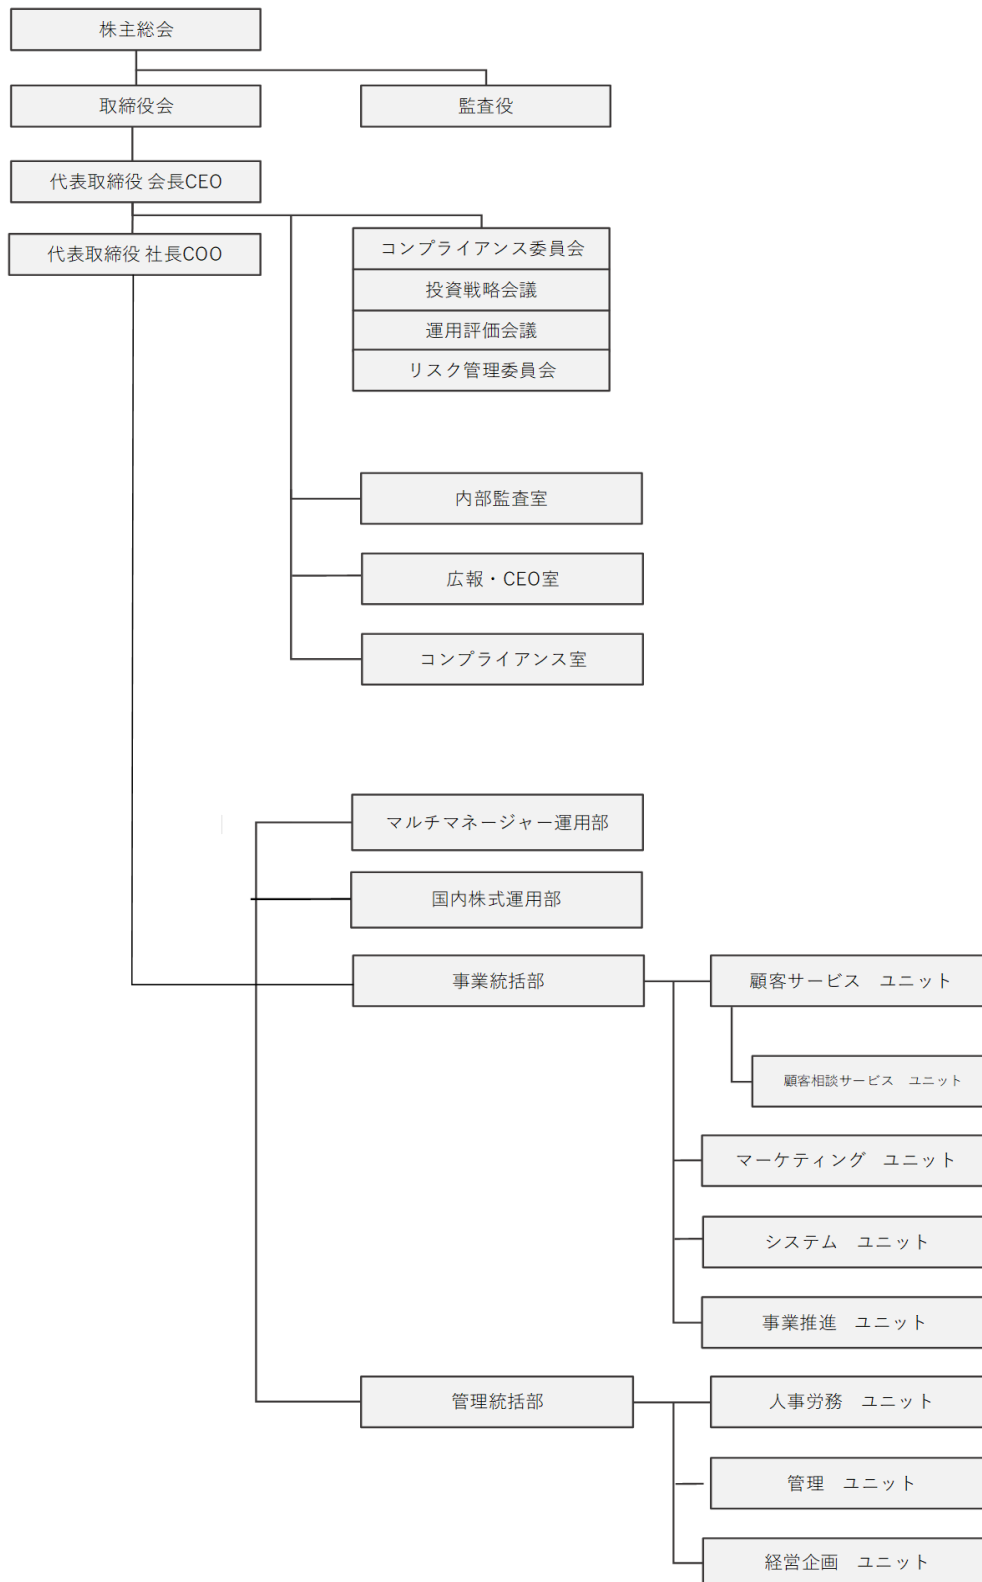 株主総会
取締役会
監査役
代表取締役 会長CEO
代表取締役 社長COO
コンプライアンス委員会
投資戦略会議
運用評価会議
リスク管理委員会
内部監査室
広報・CEO室
コンプライアンス室
マルチマネージャー運用部
国内株式運用部
事業統括部
顧客サービス　ユニット
顧客相談サービス　ユニット
マーケティング　ユニット
システム　ユニット
事業推進　ユニット
管理統括部
人事労務　ユニット
管理　ユニット
経営企画　ユニット